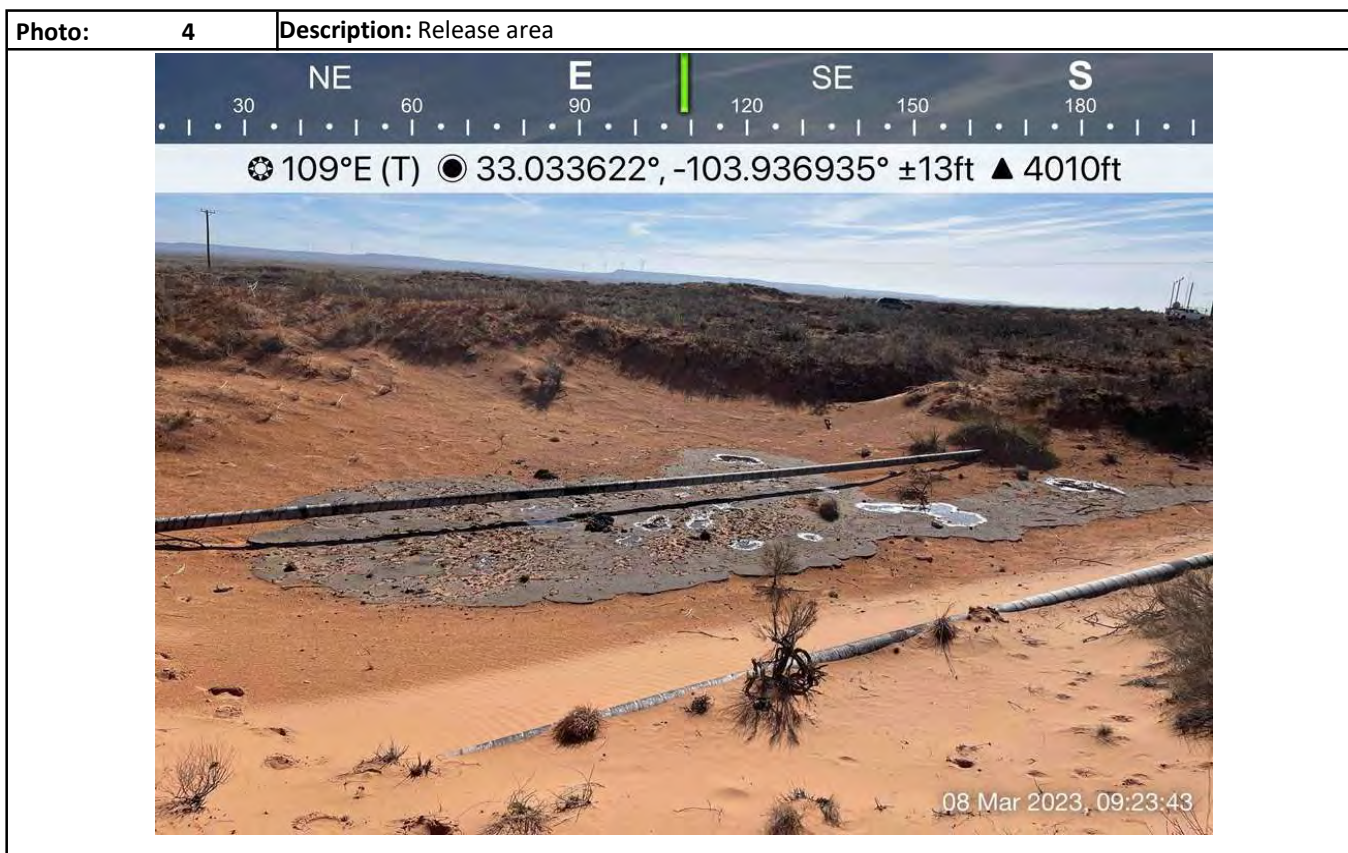 Photo: 4 Description: Release area
NE E SE S
30 60 90 120 150 180
109°E (T) 33.033622°, -103.936935° ±13ft ▲ 4010ft
08 Mar 2023, 09:23:43